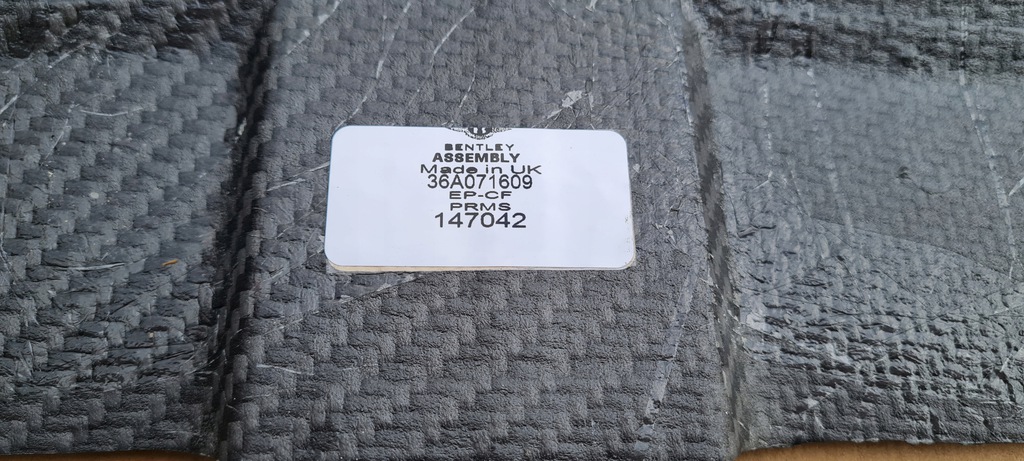 BENTLEY
ASSEMBLY
Made in UK
36A071609
EP-CF
PRMS
147042